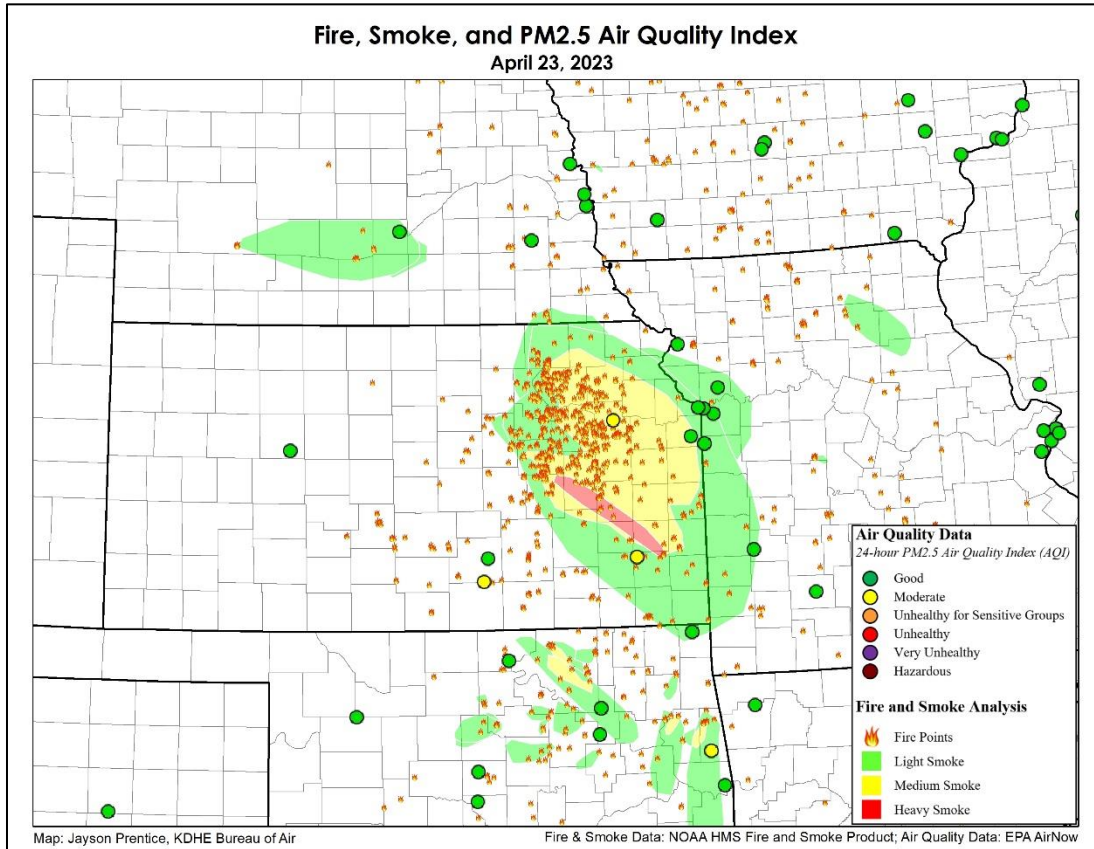 Fire, Smoke, and PM2.5 Air Quality Index
April 23, 2023
Air Quality Data
24-hour PM2.5 Air Quality Index (AQI)
Good
Moderate
Unhealthy for Sensitive Groups
Unhealthy
Very Unhealthy
Hazardous
Fire and Smoke Analysis
Fire Points
Light Smoke
Medium Smoke
Heavy Smoke
Map: Jayson Prentice, KDHE Bureau of Air
Fire & Smoke Data: NOAA HMS Fire and Smoke Product; Air Quality Data: EPA AirNow